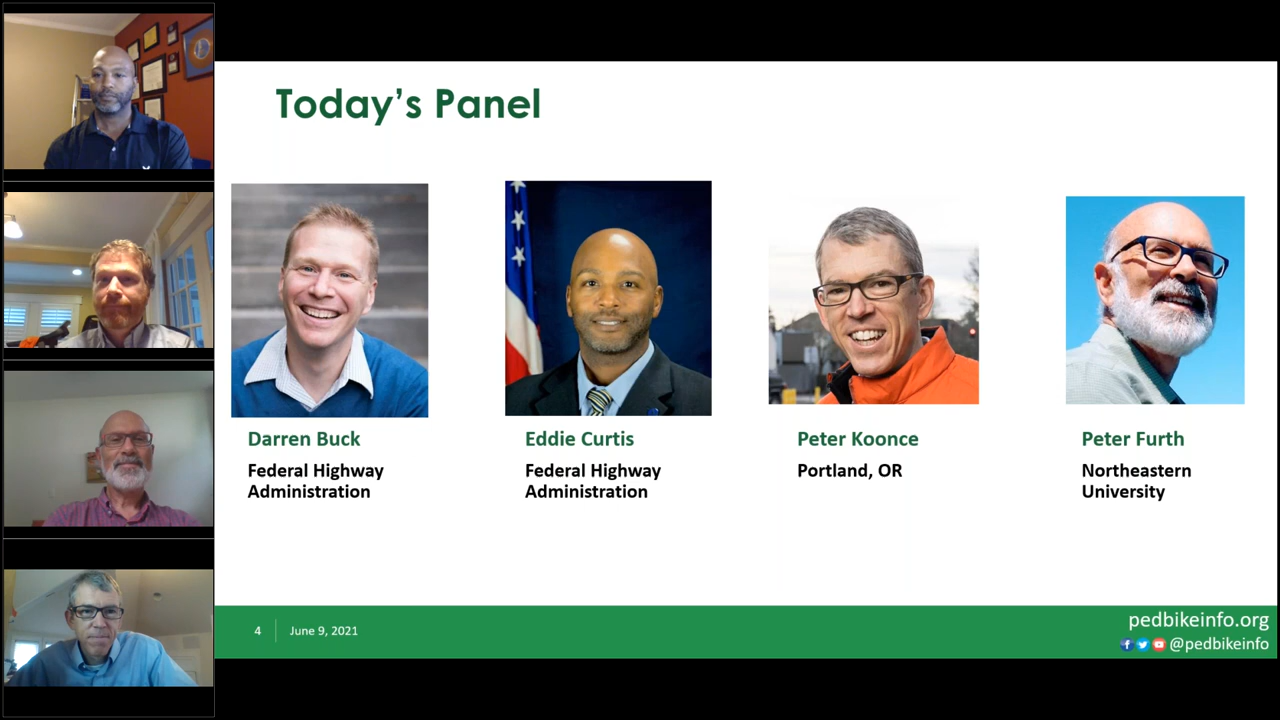 Today's Panel
Darren Buck
Federal Highway
Administration
Eddie Curtis
Federal Highway
Administration
Peter Koonce
Portland, OR
Peter Furth
Northeastern
University
4
June 9, 2021
pedbikeinfo.org
@pedbikeinfo